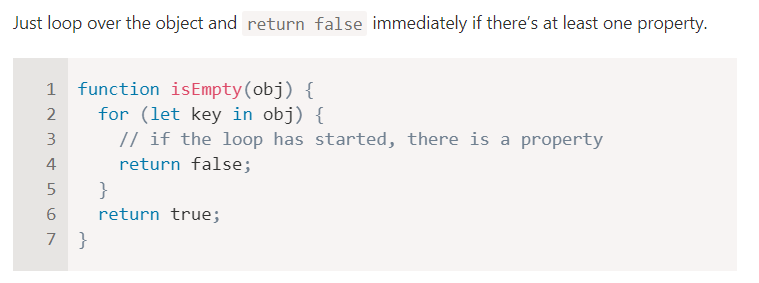 Just loop over the object and return false immediately if there's at least one property.
1 function isEmpty(obj) {
2   for (let key in obj) {
3     // if the loop has started, there is a property
4     return false;
5   }
6   return true;
7 }